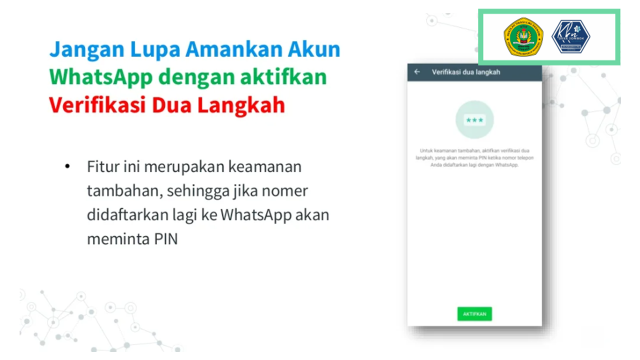 Jangan Lupa Amankan Akun
WhatsApp dengan aktifkan
Verifikasi Dua Langkah
• Fitur ini merupakan keamanan
tambahan, sehingga jika nomer
didaftarkan lagi ke WhatsApp akan
meminta PIN
Verifikasi dua langkah
Untuk keamanan tambahan, aktifkan verifikasi dua
langkah, yang akan meminta PIN ketika nomor telepon
Anda didaftarkan lagi dengan WhatsApp.
AKTIFKAN